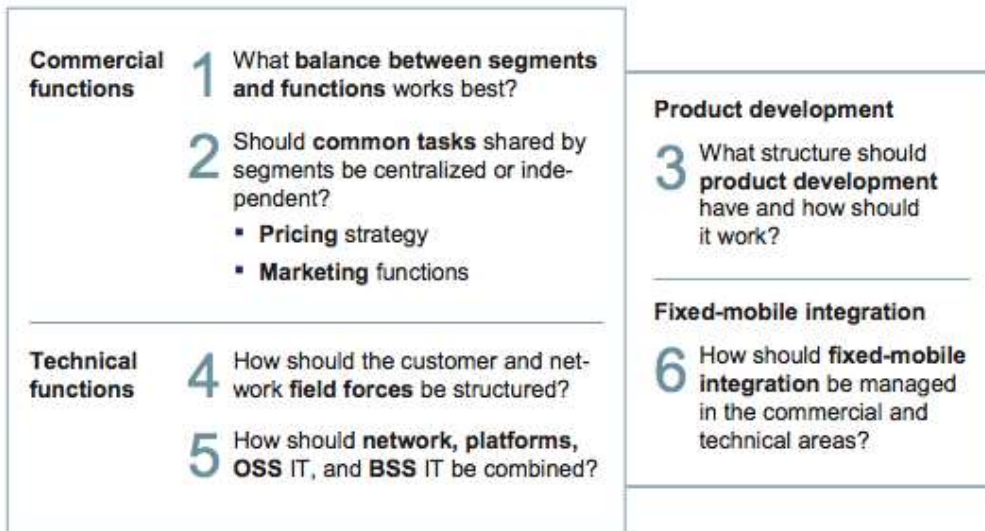 Commercial
functions
1
What balance between segments
and functions works best?
2
Should common tasks shared by
segments be centralized or inde-
pendent?
▪ Pricing strategy
▪ Marketing functions
Product development
3
What structure should
product development
have and how should
it work?
Technical
functions
4
How should the customer and net-
work field forces be structured?
5
How should network, platforms,
OSS IT, and BSS IT be combined?
Fixed-mobile integration
6
How should fixed-mobile
integration be managed
in the commercial and
technical areas?